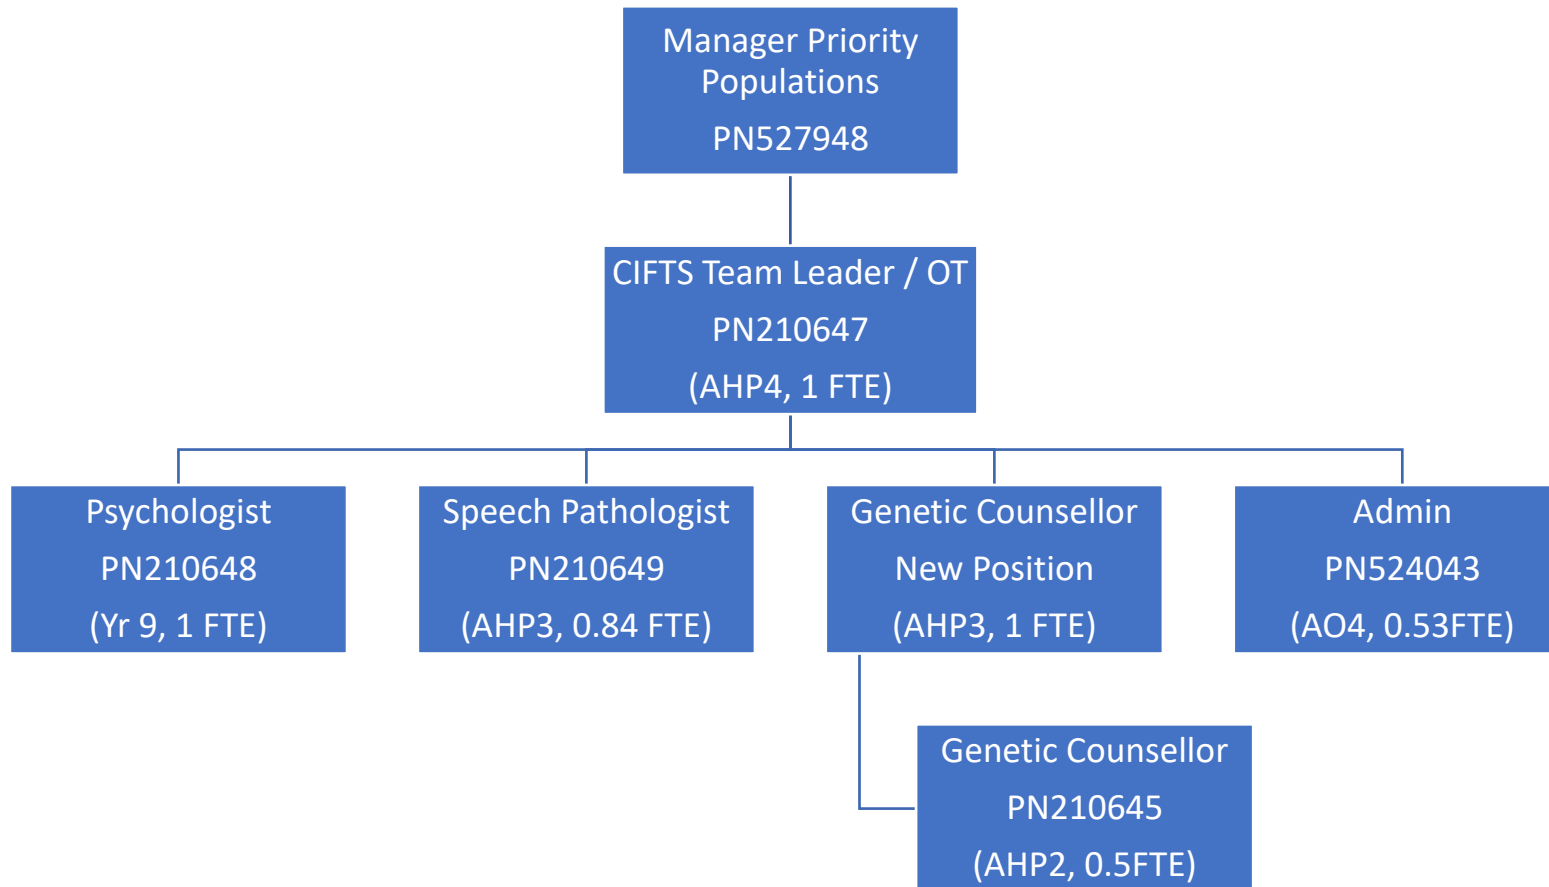 Manager Priority
Populations
PN527948
CIFTS Team Leader / OT
PN210647
(AHP4, 1 FTE)
Psychologist
PN210648
(Yr 9, 1 FTE)
Speech Pathologist
PN210649
(AHP3, 0.84 FTE)
Genetic Counsellor
New Position
(AHP3, 1 FTE)
Admin
PN524043
(AO4, 0.53FTE)
Genetic Counsellor
PN210645
(AHP2, 0.5FTE)